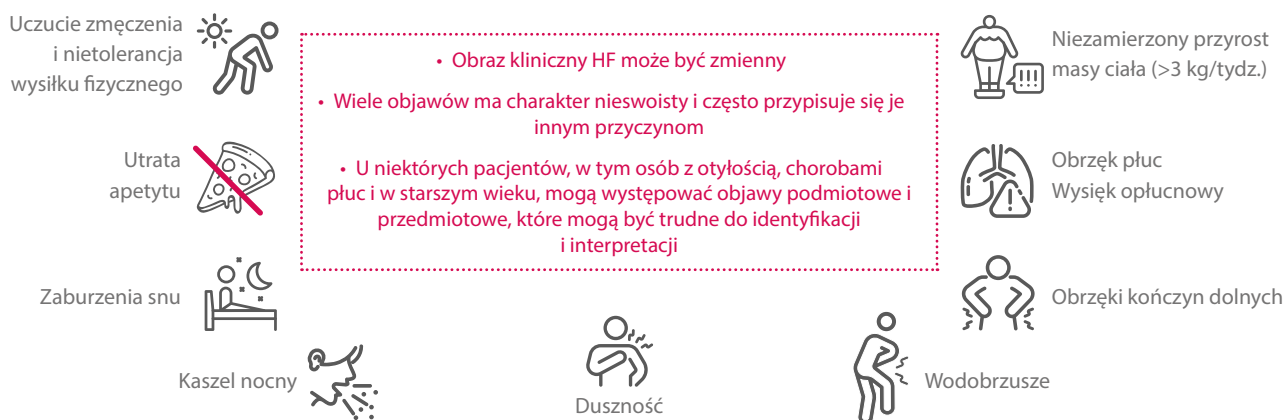 Uczucie zmęczenia
i nietolerancja
wysiłku fizycznego
Utrata
apetytu
Zaburzenia snu
Kaszel nocny
• Obraz kliniczny HF może być zmienny
• Wiele objawów ma charakter nieswoisty i często przypisuje się je
innym przyczynom
• U niektórych pacjentów, w tym osób z otyłością, chorobami
płuc i w starszym wieku, mogą występować objawy podmiotowe i
przedmiotowe, które mogą być trudne do identyfikacji
i interpretacji
Duszność
Niezamierzony przyrost
masy ciała (>3 kg/tydz.)
Obrzęk płuc
Wysięk opłucnowy
Obrzęki kończyn dolnych
Wodobrzusze